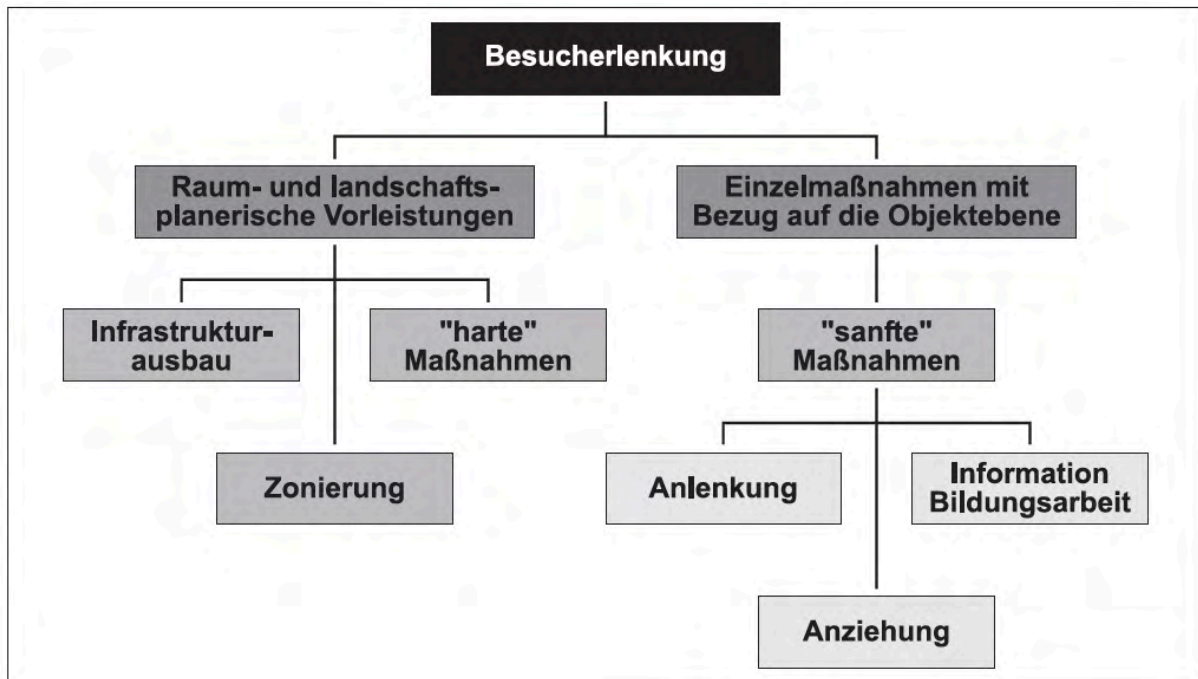 Besucherlenkung
Raum- und landschafts-
planerische Vorleistungen
Einzelmaßnahmen mit
Bezug auf die Objektebene
Infrastruktur-
ausbau
"harte"
Maßnahmen
"sanfte"
Maßnahmen
Zonierung
Anlenkung
Information
Bildungsarbeit
Anziehung